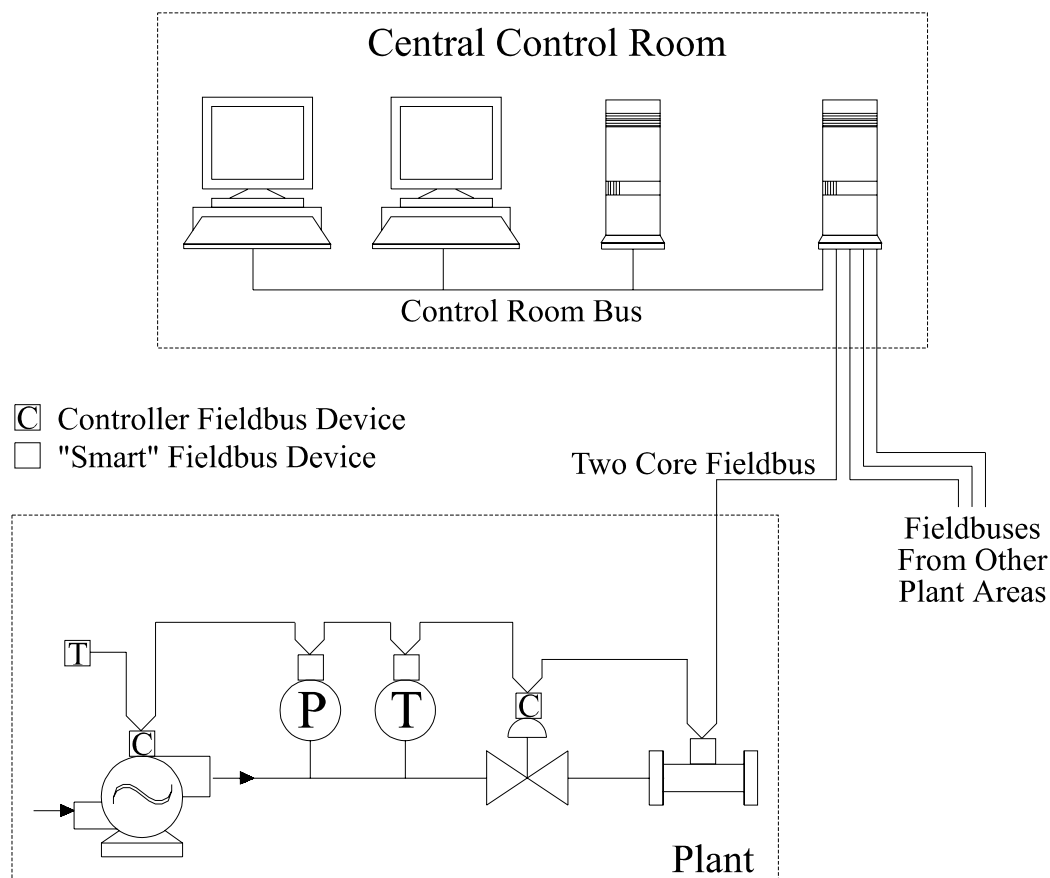 Central Control Room
Control Room Bus
C Controller Fieldbus Device
"Smart" Fieldbus Device
Two Core Fieldbus
Fieldbuses
From Other
Plant Areas
T
P
T
C
C
Plant